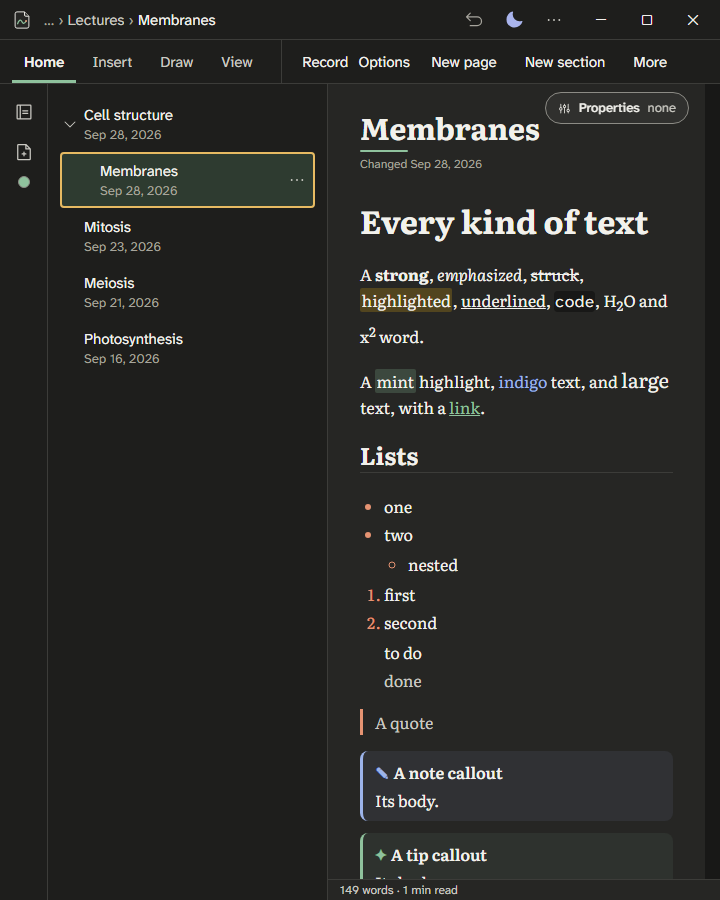 ... › Lectures › Membranes
Home Insert Draw View Record Options New page New section More
Cell structure
Sep 28, 2026
Membranes
Sep 28, 2026
Mitosis
Sep 23, 2026
Meiosis
Sep 21, 2026
Photosynthesis
Sep 16, 2026
Properties none
Membranes
Changed Sep 28, 2026
Every kind of text
A strong, emphasized, struck,
highlighted, underlined, code, H₂O and
x² word.
A mint highlight, indigo text, and large
text, with a link.
Lists
• one
• two
◦ nested
1. first
2. second
to do
done
A quote
A note callout
Its body.
A tip callout
149 words · 1 min read